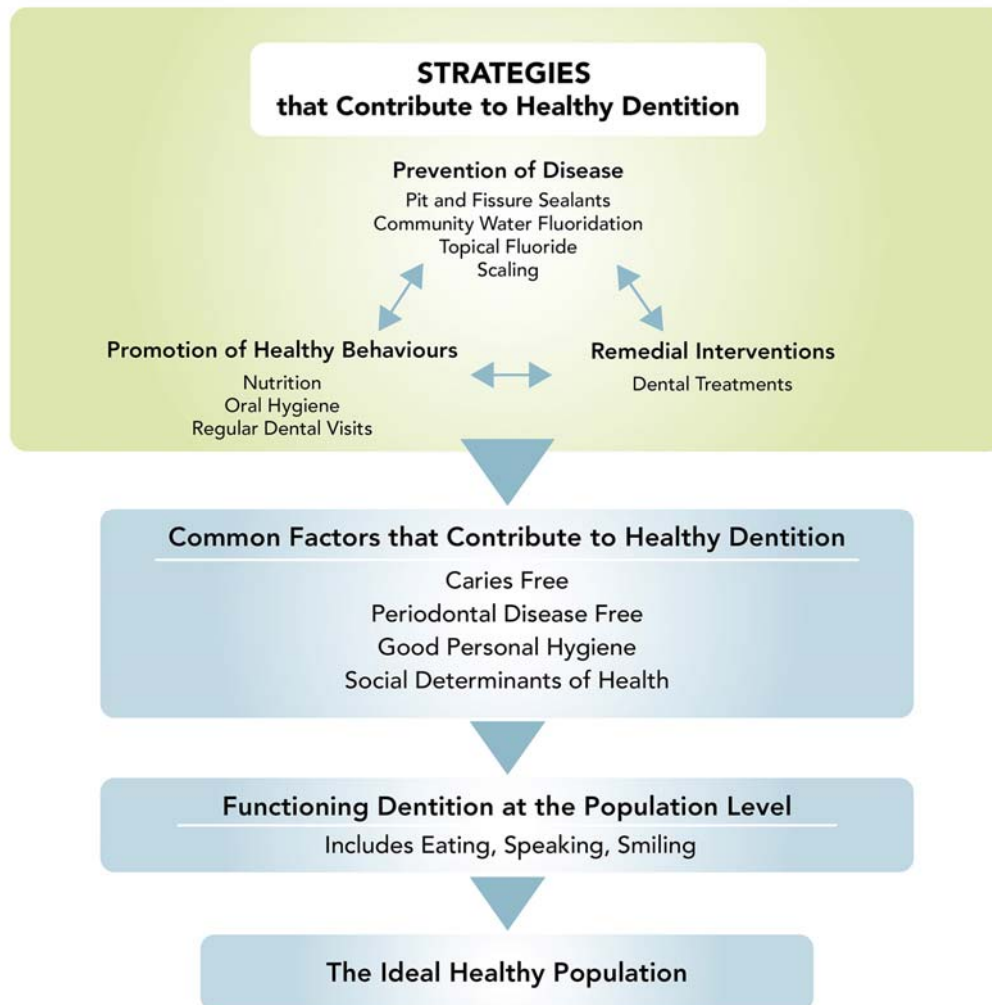 STRATEGIES
that Contribute to Healthy Dentition
Prevention of Disease
Pit and Fissure Sealants
Community Water Fluoridation
Topical Fluoride
Scaling
Promotion of Healthy Behaviours
Nutrition
Oral Hygiene
Regular Dental Visits
Remedial Interventions
Dental Treatments
Common Factors that Contribute to Healthy Dentition
Caries Free
Periodontal Disease Free
Good Personal Hygiene
Social Determinants of Health
Functioning Dentition at the Population Level
Includes Eating, Speaking, Smiling
The Ideal Healthy Population